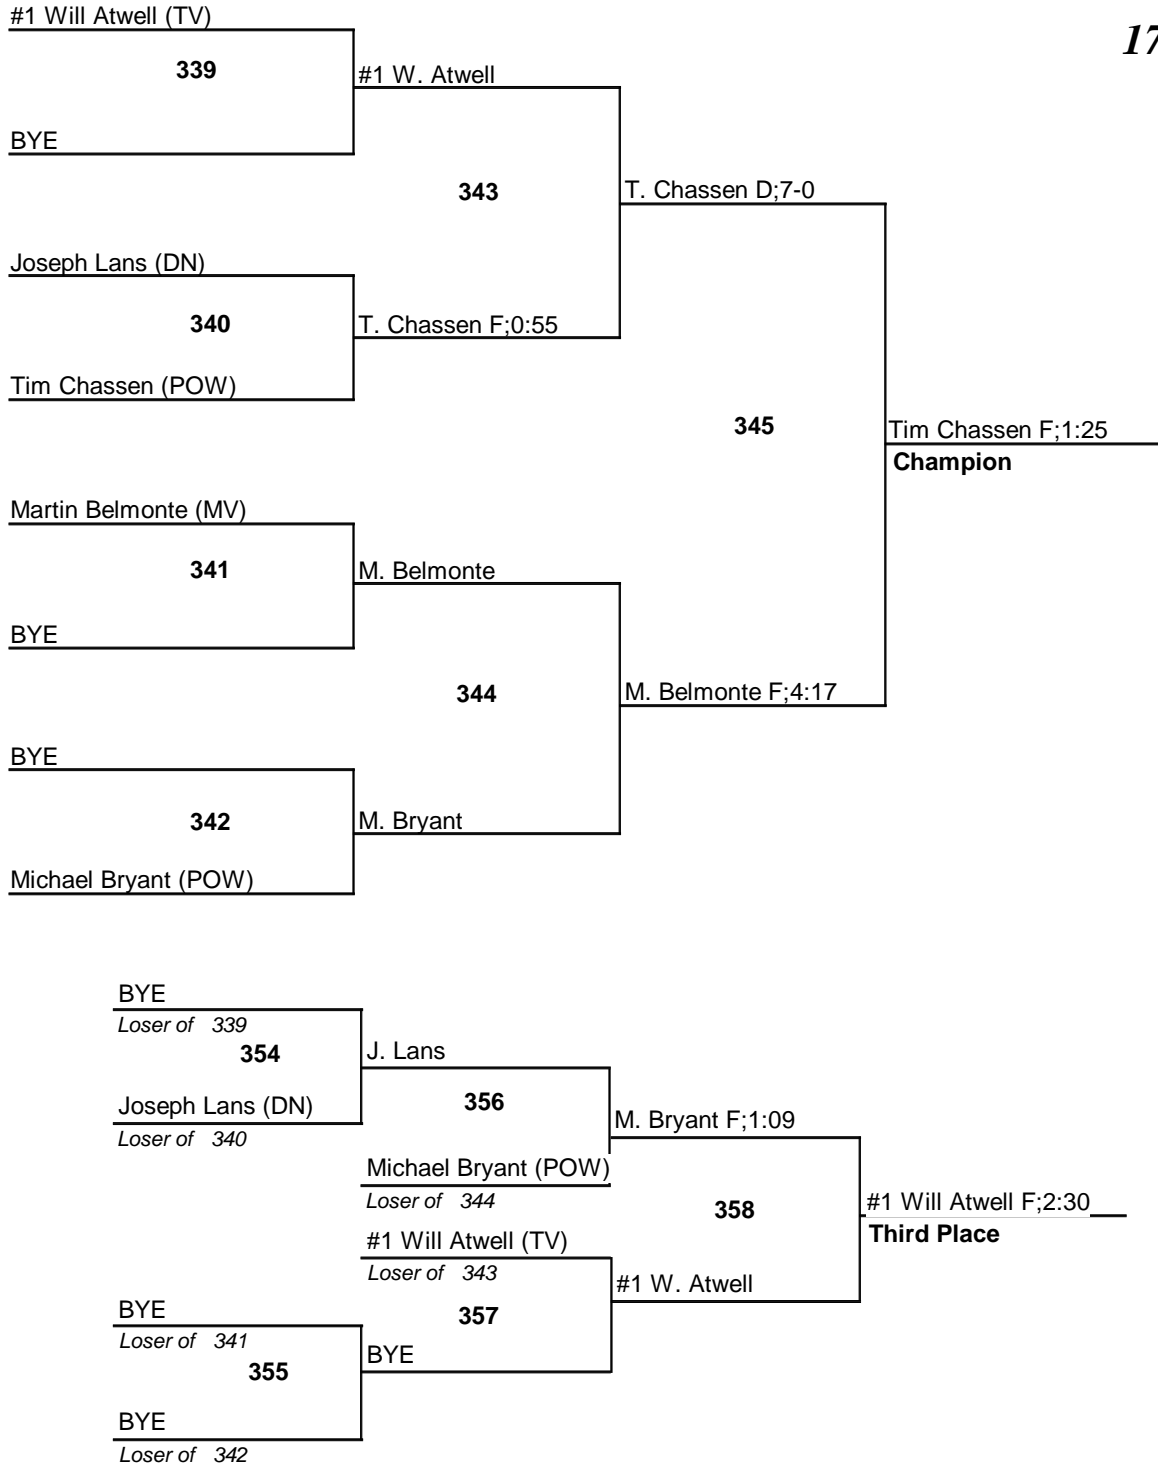 #1 Will Atwell (TV)
17
339
#1 W. Atwell
BYE
343
T. Chassen D;7-0
Joseph Lans (DN)
340
T. Chassen F;0:55
Tim Chassen (POW)
345
Tim Chassen F;1:25
Champion
Martin Belmonte (MV)
341
M. Belmonte
BYE
344
M. Belmonte F;4:17
BYE
342
M. Bryant
Michael Bryant (POW)
BYE
Loser of 339
354
J. Lans
Joseph Lans (DN)
Loser of 340
356
M. Bryant F;1:09
Michael Bryant (POW)
Loser of 344
358
#1 Will Atwell F;2:30
Third Place
#1 Will Atwell (TV)
Loser of 343
#1 W. Atwell
357
BYE
Loser of 341
355
BYE
BYE
Loser of 342